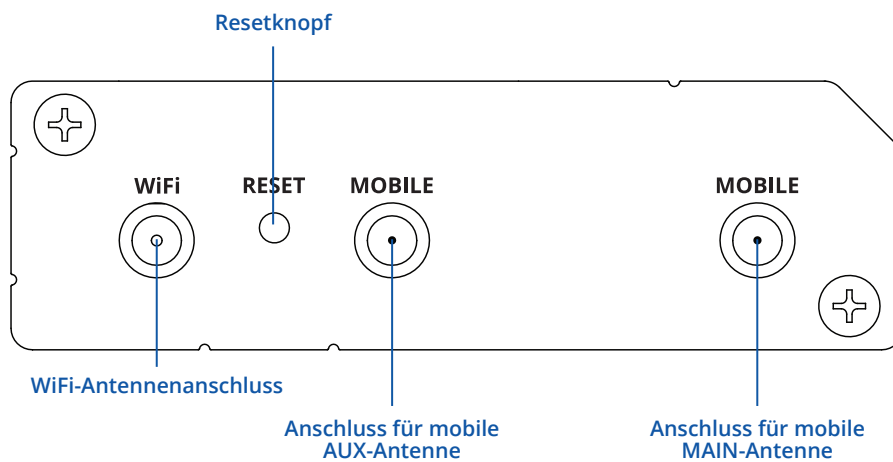 Resetknopf
WiFi
RESET
MOBILE
MOBILE
WiFi-Antennenanschluss
Anschluss für mobile
AUX-Antenne
Anschluss für mobile
MAIN-Antenne